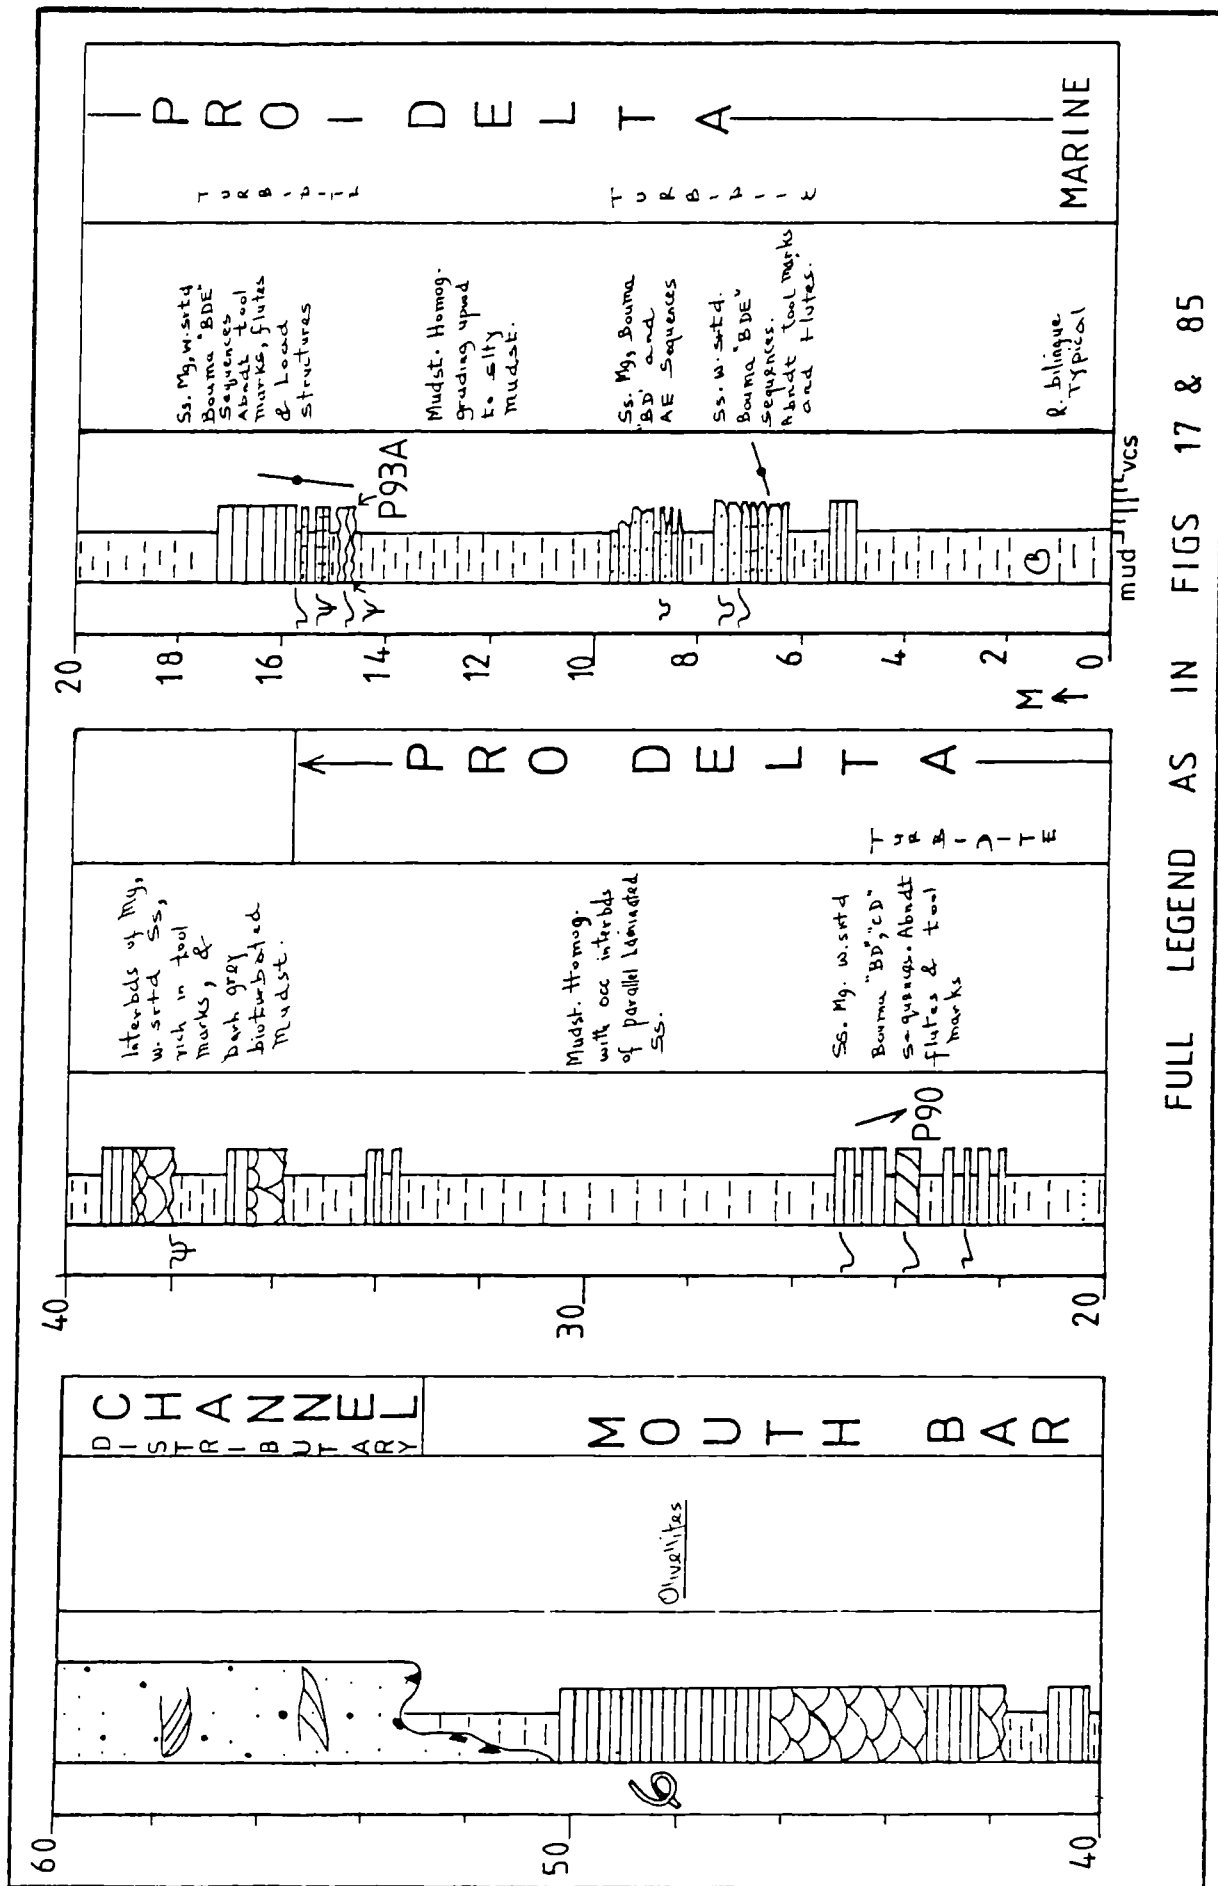 PRO DELTA
TURBIDITE
TURBIDITE
MARINE
Ss. Mg, w. srtd
Bouma "BDE"
Sequences
Abndt tool
marks, flutes
& Load
structures
Mudst. Homog.
grading upwd
to slty
mudst.
Ss. Mg, Bouma
"BD" and
AE Sequences
Ss. w. srtd.
Bouma "BDE"
sequences.
Abndt tool marks
and flutes.
R. bilingue
Typical
P93A
B
mud
vcs
20
18
16
14
12
10
8
6
4
2
0
M
PRO DELTA
TURBIDITE
Interbds of Mg,
w. srtd Ss,
rich in tool
marks, &
dark grey
bioturbated
Mudst.
Mudst. Homog.
with occ interbds
of parallel Laminated
Ss.
Ss. Mg. w. srtd
Bouma "BD", "CD"
sequences. Abndt
flutes & tool
marks
P90
40
30
20
DISTRIBUTARY
CHANNEL
MOUTH BAR
Olivellites
60
50
40
FULL LEGEND AS IN FIGS 17 & 85